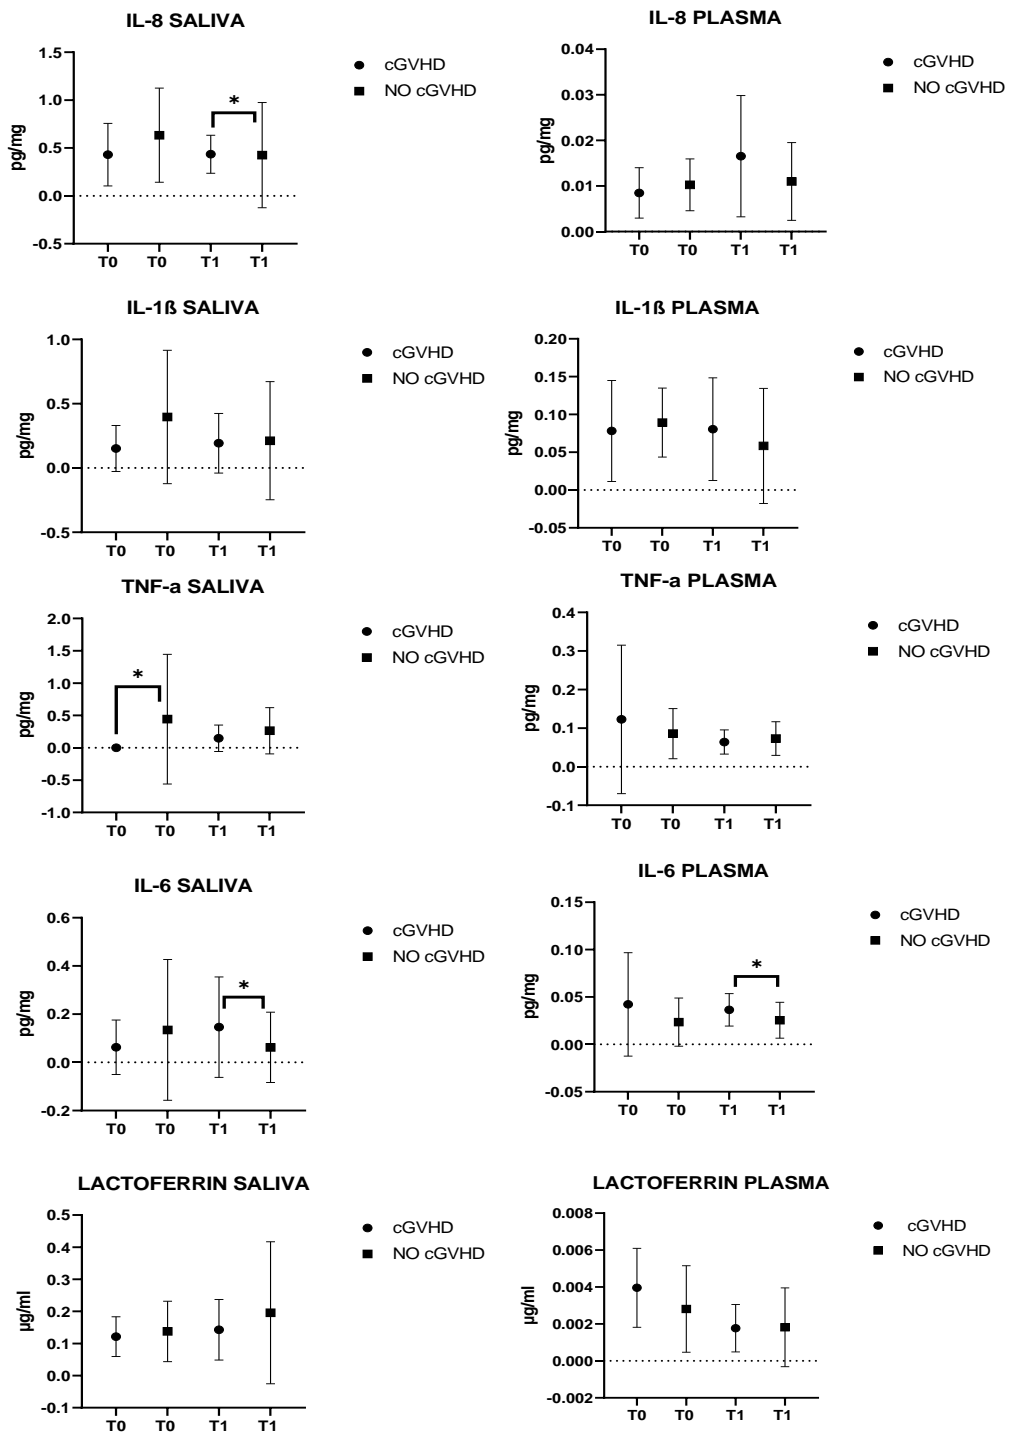 IL-8 SALIVA
1.5
1.0
0.5
0.0
-0.5
pg/mg
*
T0 T0 T1 T1
cGVHD
NO cGVHD
IL-8 PLASMA
0.04
0.03
0.02
0.01
0.00
pg/mg
T0 T0 T1 T1
cGVHD
NO cGVHD
IL-1ß SALIVA
1.0
0.5
0.0
-0.5
pg/mg
T0 T0 T1 T1
cGVHD
NO cGVHD
IL-1ß PLASMA
0.20
0.15
0.10
0.05
0.00
-0.05
pg/mg
T0 T0 T1 T1
cGVHD
NO cGVHD
TNF-a SALIVA
2.0
1.5
1.0
0.5
0.0
-0.5
-1.0
pg/mg
*
T0 T0 T1 T1
cGVHD
NO cGVHD
TNF-a PLASMA
0.4
0.3
0.2
0.1
0.0
-0.1
pg/mg
T0 T0 T1 T1
cGVHD
NO cGVHD
IL-6 SALIVA
0.6
0.4
0.2
0.0
-0.2
pg/mg
*
T0 T0 T1 T1
cGVHD
NO cGVHD
IL-6 PLASMA
0.15
0.10
0.05
0.00
-0.05
pg/mg
*
T0 T0 T1 T1
cGVHD
NO cGVHD
LACTOFERRIN SALIVA
0.5
0.4
0.3
0.2
0.1
0.0
-0.1
µg/ml
T0 T0 T1 T1
cGVHD
NO cGVHD
LACTOFERRIN PLASMA
0.008
0.006
0.004
0.002
0.000
-0.002
µg/ml
T0 T0 T1 T1
cGVHD
NO cGVHD